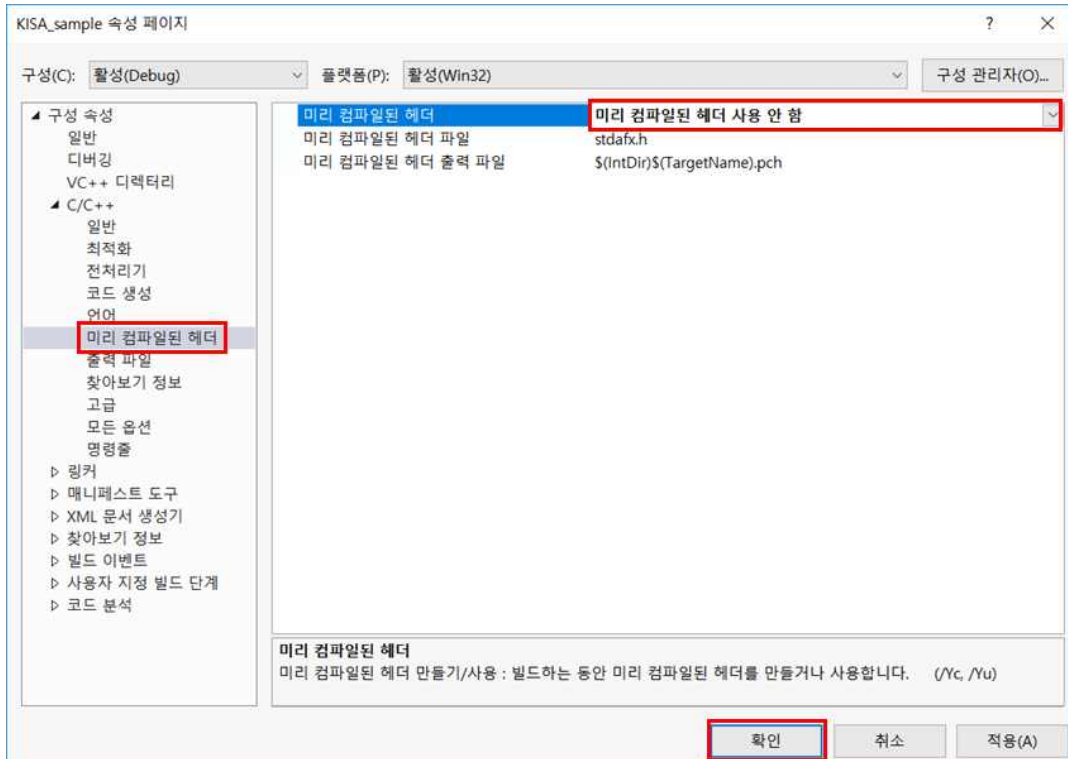 KISA_sample 속성 페이지
구성(C): 활성(Debug) 플랫폼(P): 활성(Win32) 구성 관리자(O)...
구성 속성
일반
디버깅
VC++ 디렉터리
C/C++
일반
최적화
전처리기
코드 생성
언어
미리 컴파일된 헤더
출력 파일
찾아보기 정보
고급
모든 옵션
명령줄
링커
매니페스트 도구
XML 문서 생성기
찾아보기 정보
빌드 이벤트
사용자 지정 빌드 단계
코드 분석
미리 컴파일된 헤더 미리 컴파일된 헤더 사용 안 함
미리 컴파일된 헤더 파일 stdafx.h
미리 컴파일된 헤더 출력 파일 $(IntDir)$(TargetName).pch
미리 컴파일된 헤더
미리 컴파일된 헤더 만들기/사용 : 빌드하는 동안 미리 컴파일된 헤더를 만들거나 사용합니다. (/Yc, /Yu)
확인 취소 적용(A)